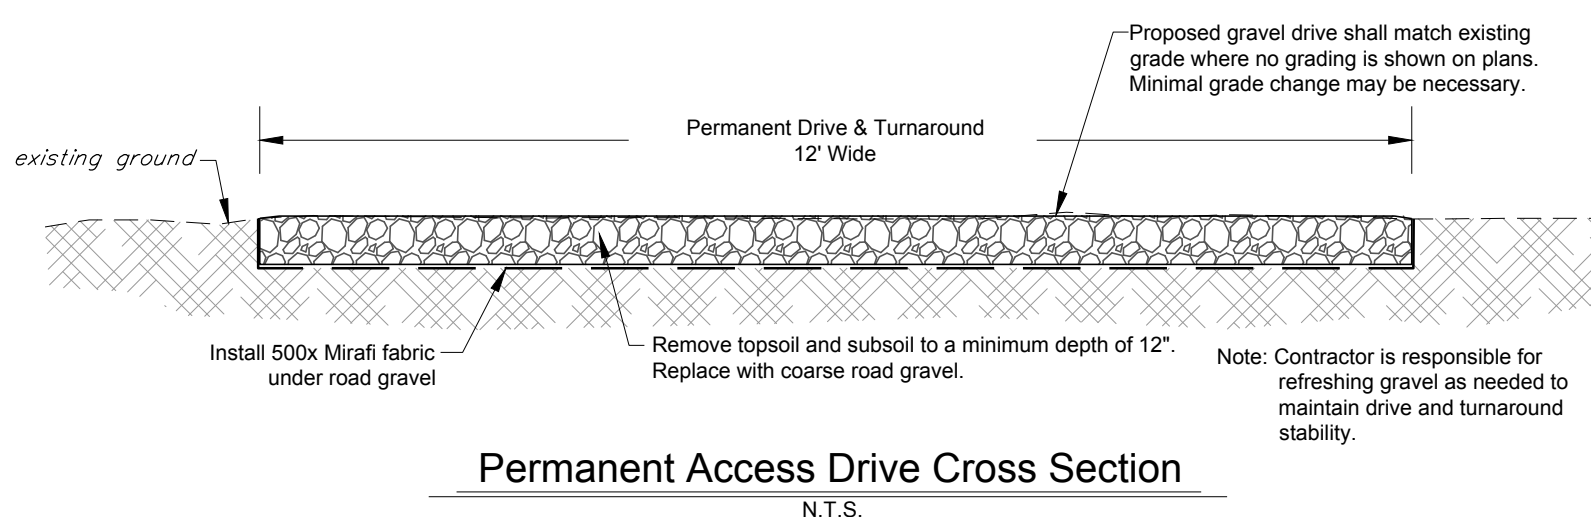 Proposed gravel drive shall match existing
grade where no grading is shown on plans.
Minimal grade change may be necessary.
Permanent Drive & Turnaround
12' Wide
existing ground
Install 500x Mirafi fabric
under road gravel
Remove topsoil and subsoil to a minimum depth of 12".
Replace with coarse road gravel.
Note: Contractor is responsible for
refreshing gravel as needed to
maintain drive and turnaround
stability.
Permanent Access Drive Cross Section
N.T.S.